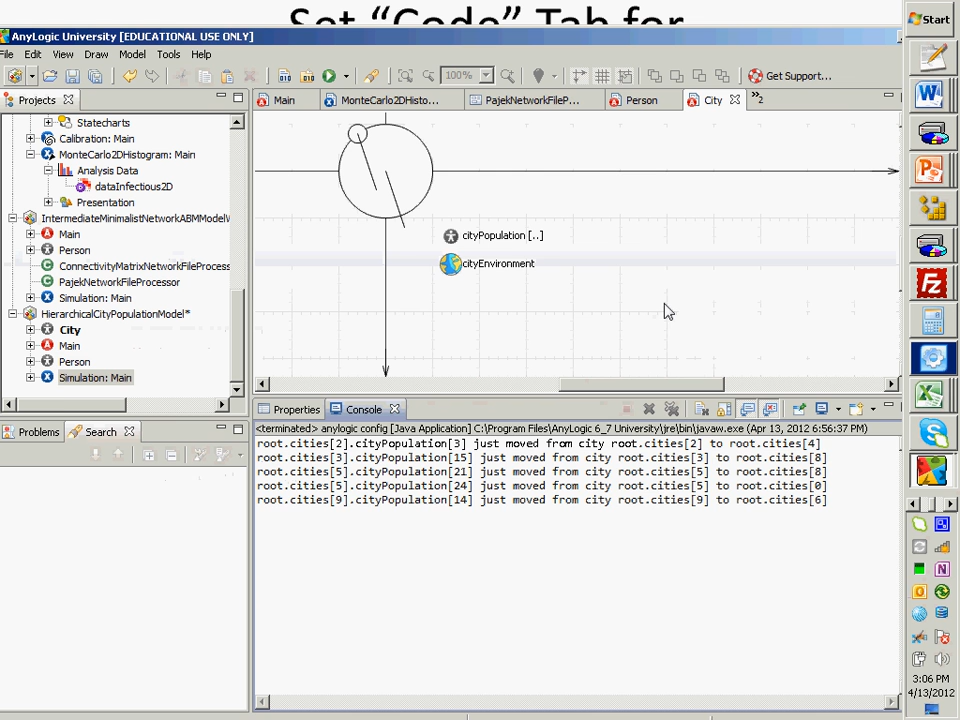 Set “Code” Tab for
AnyLogic University [EDUCATIONAL USE ONLY]
File Edit View Draw Model Tools Help
100% Get Support...
Projects
Main MonteCarlo2DHisto... PajekNetworkFileP... Person City »2
Statecharts
Calibration: Main
MonteCarlo2DHistogram: Main
Analysis Data
dataInfectious2D
Presentation
IntermediateMinimalistNetworkABMModelW
Main
Person
ConnectivityMatrixNetworkFileProcess
PajekNetworkFileProcessor
Simulation: Main
HierarchicalCityPopulationModel*
City
Main
Person
Simulation: Main
cityPopulation [..]
cityEnvironment
Problems Search
Properties Console
<terminated> anylogic config [Java Application] C:\Program Files\AnyLogic 6_7 University\jre\bin\javaw.exe (Apr 13, 2012 6:56:37 PM)
root.cities[2].cityPopulation[3] just moved from city root.cities[2] to root.cities[4]
root.cities[3].cityPopulation[15] just moved from city root.cities[3] to root.cities[8]
root.cities[5].cityPopulation[21] just moved from city root.cities[5] to root.cities[8]
root.cities[5].cityPopulation[24] just moved from city root.cities[5] to root.cities[0]
root.cities[9].cityPopulation[14] just moved from city root.cities[9] to root.cities[6]
Start
3:06 PM
4/13/2012